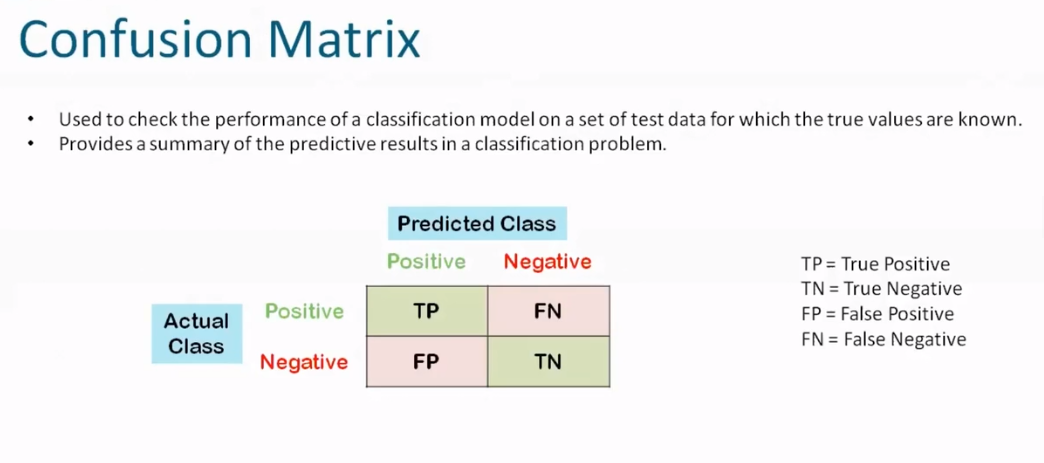 Confusion Matrix
• Used to check the performance of a classification model on a set of test data for which the true values are known.
• Provides a summary of the predictive results in a classification problem.
Predicted Class
Positive Negative
Actual Class
Positive TP FN
Negative FP TN
TP = True Positive
TN = True Negative
FP = False Positive
FN = False Negative